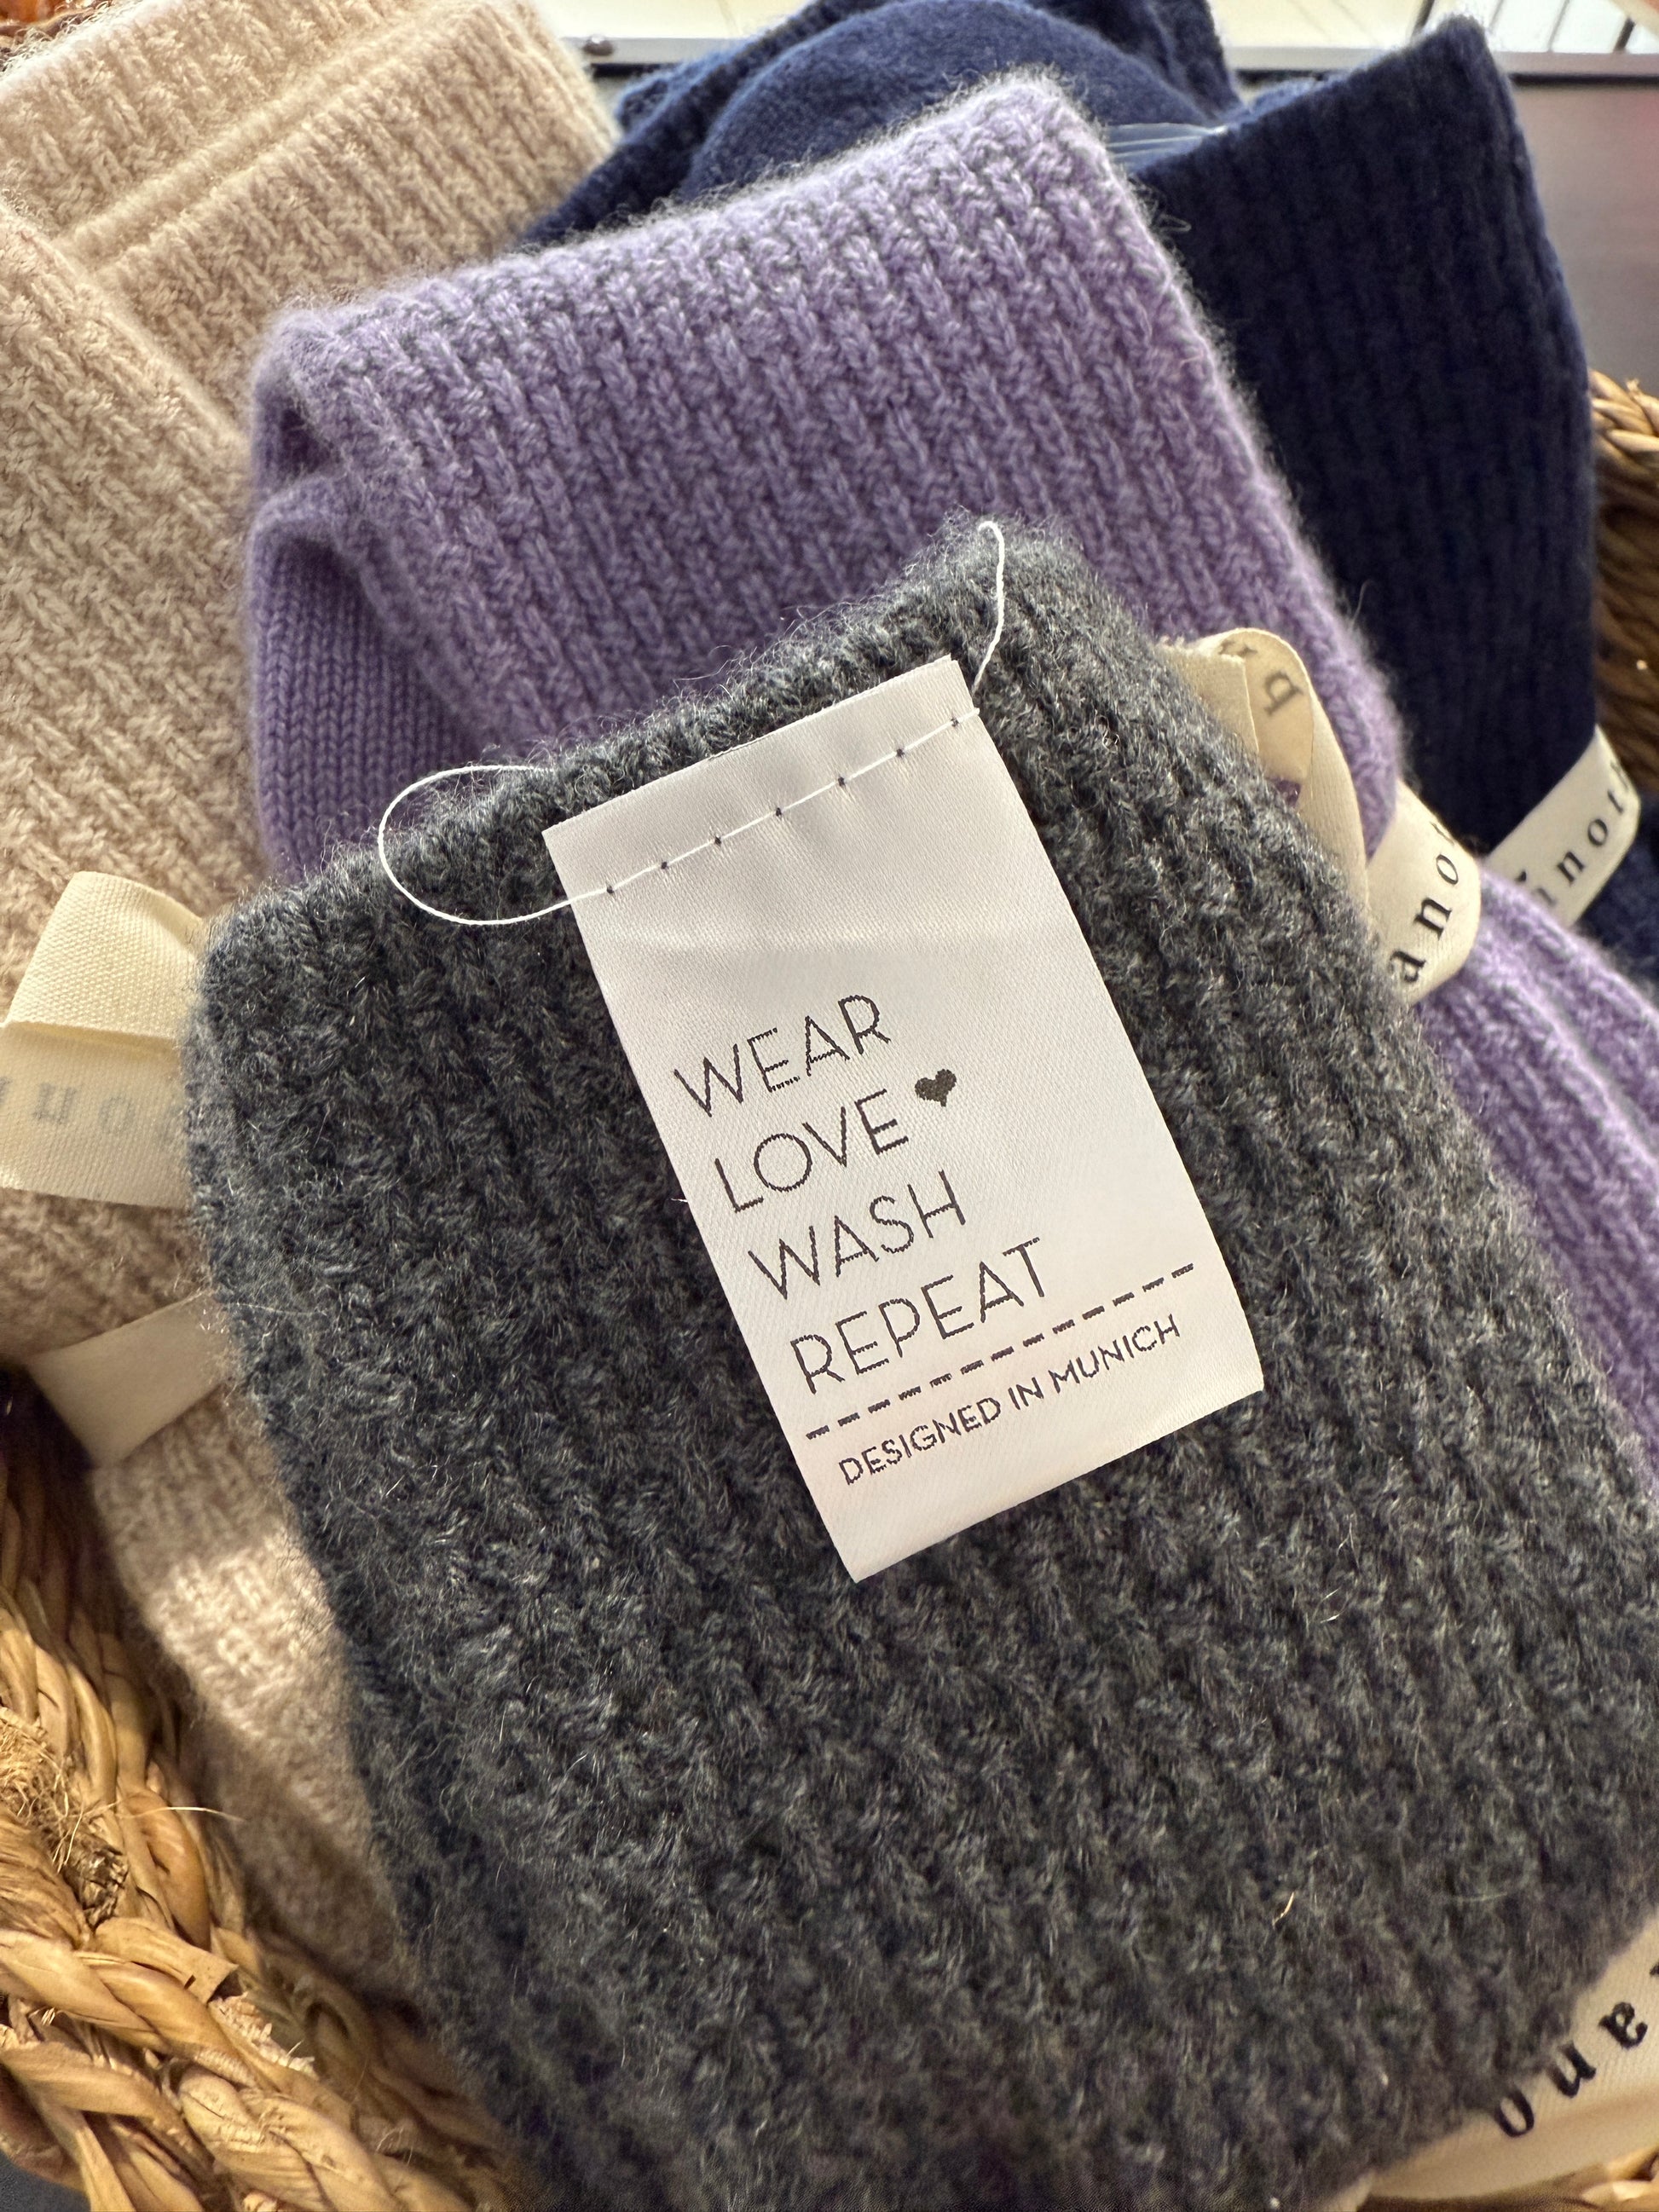 WEAR
LOVE ♥
WASH
REPEAT
DESIGNED IN MUNICH